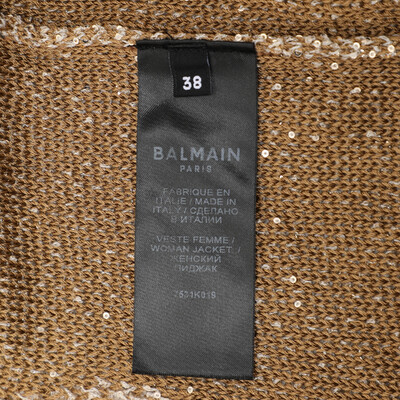 38
BALMAIN
PARIS
FABRIQUE EN
ITALIE / MADE IN
ITALY / СДЕЛАНО
В ИТАЛИИ
VESTE FEMME /
WOMAN JACKET /
ЖЕНСКИЙ
ПИДЖАК